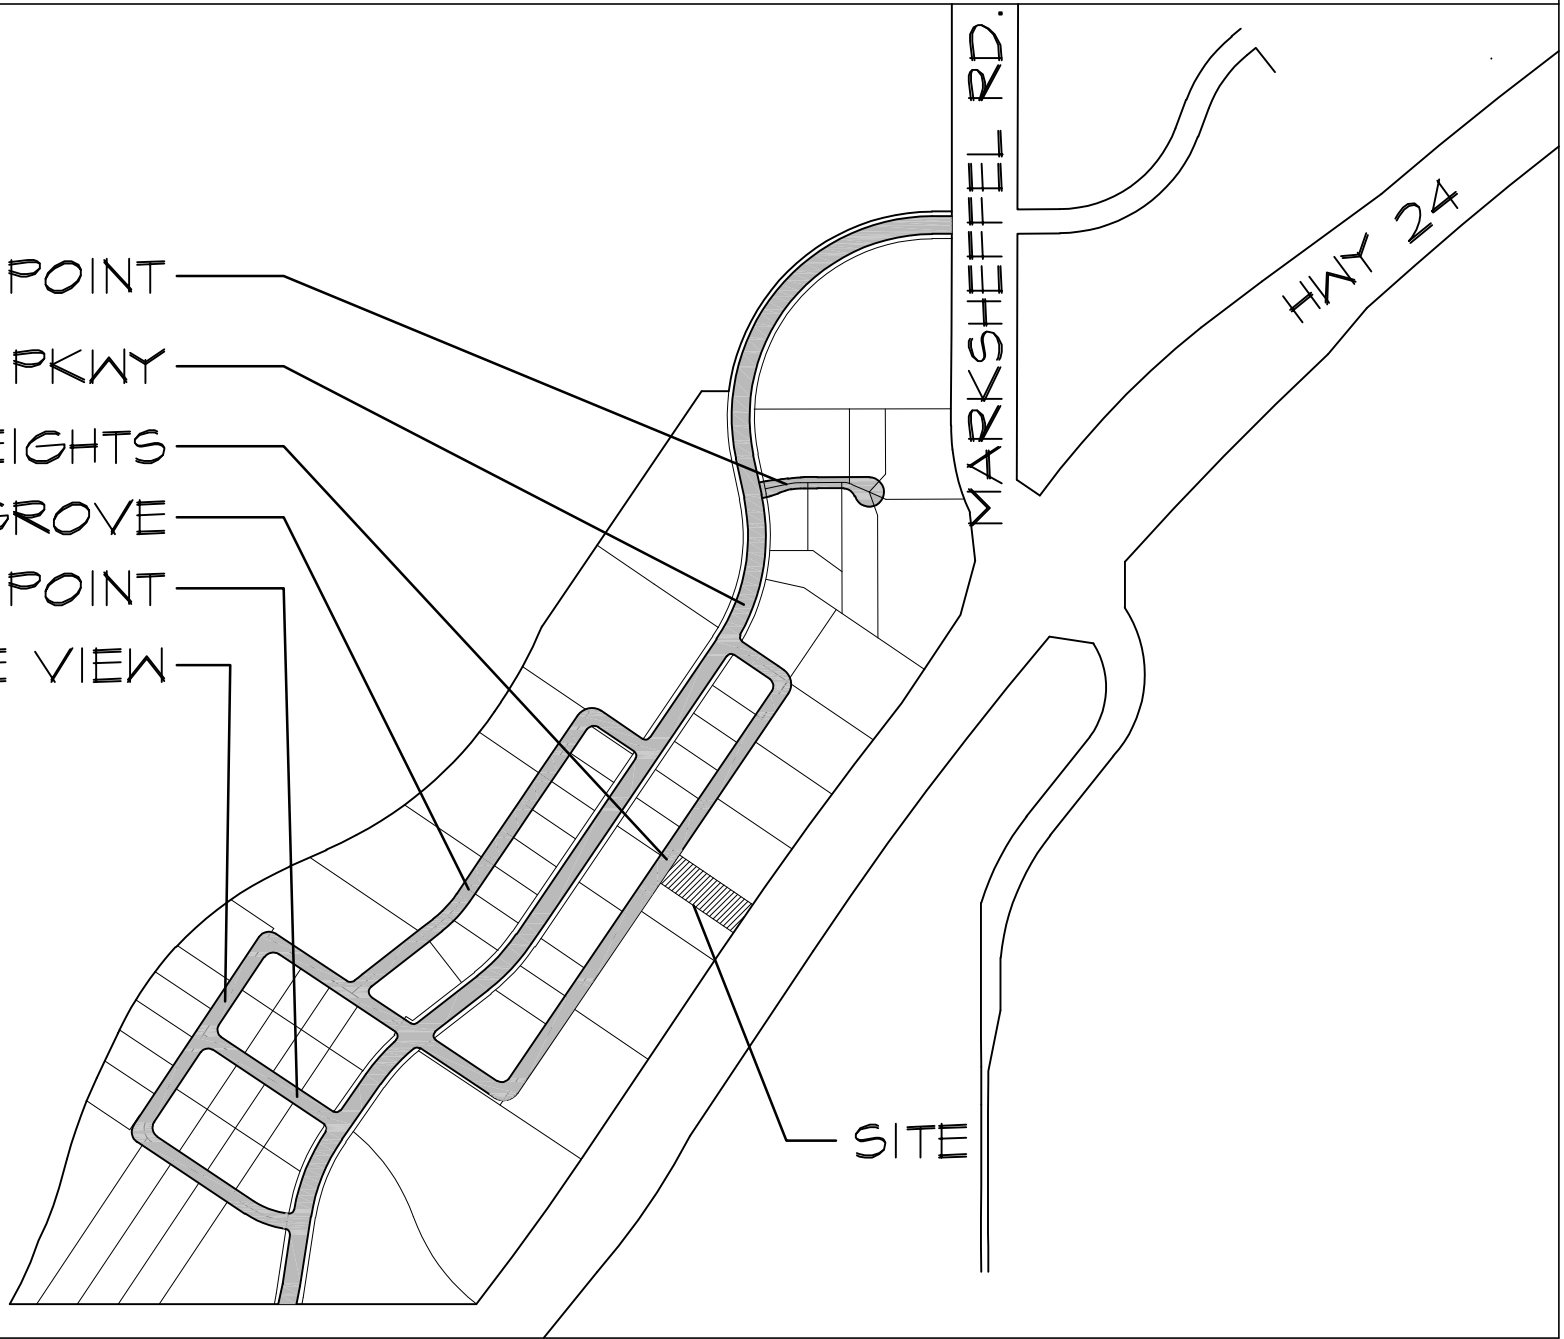 MARKSHEFFEL RD.
HWY 24
POINT
PKWY
EIGHTS
GROVE
POINT
E VIEW
SITE